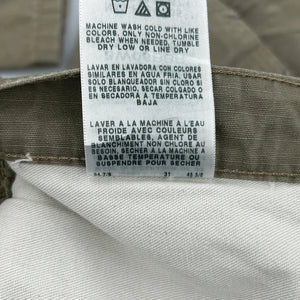 MACHINE WASH COLD WITH LIKE
COLORS, ONLY NON-CHLORINE
BLEACH WHEN NEEDED, TUMBLE
DRY LOW OR LINE DRY
LAVAR EN LAVADORA CON COLORES
SIMILARES EN AGUA FRIA, USAR
SOLO BLANQUEADOR SIN CLORO SI
ES NECESARIO, SECAR COLGADO O
EN SECADORA A TEMPERATURA
BAJA
LAVER A LA MACHINE A L'EAU
FROIDE AVEC COULEURS
SEMBLABLES, AGENT DE
BLANCHIMENT NON CHLORE AU
BESOIN, SECHER A LA MACHINE A
BASSE TEMPERATURE OU
SUSPENDRE POUR SECHER
31